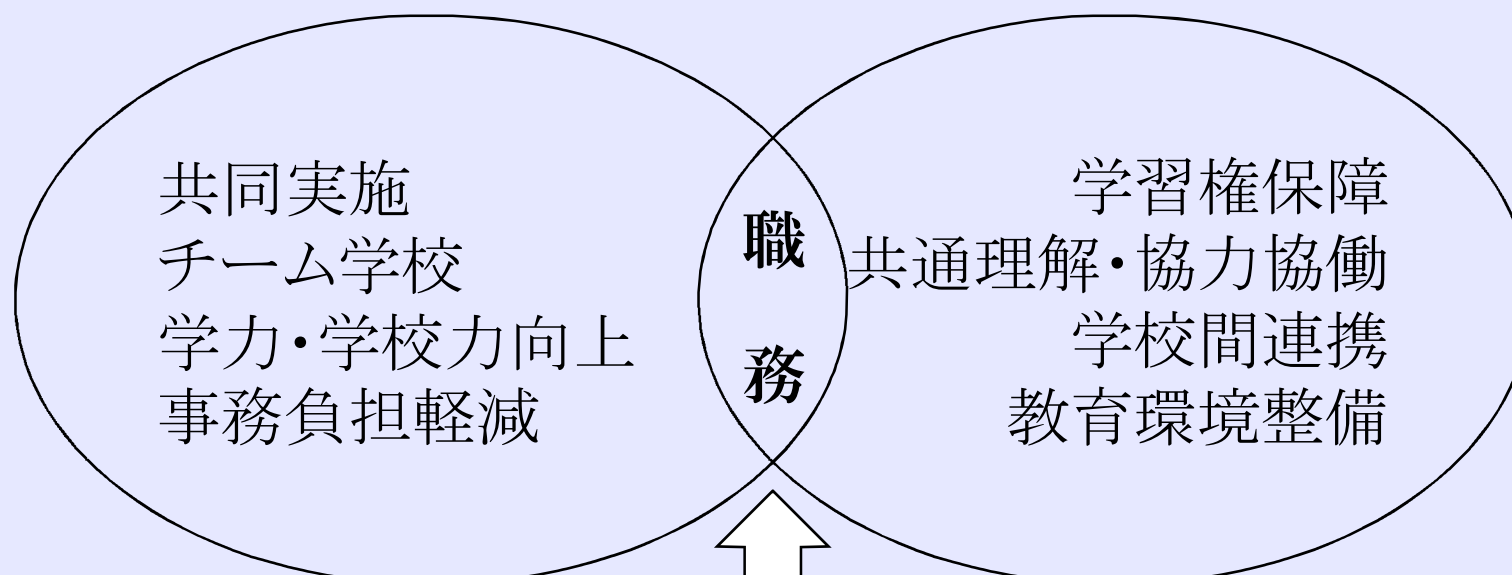 共同実施
チーム学校
学力・学校力向上
事務負担軽減
職
務
学習権保障
共通理解・協力協働
学校間連携
教育環境整備